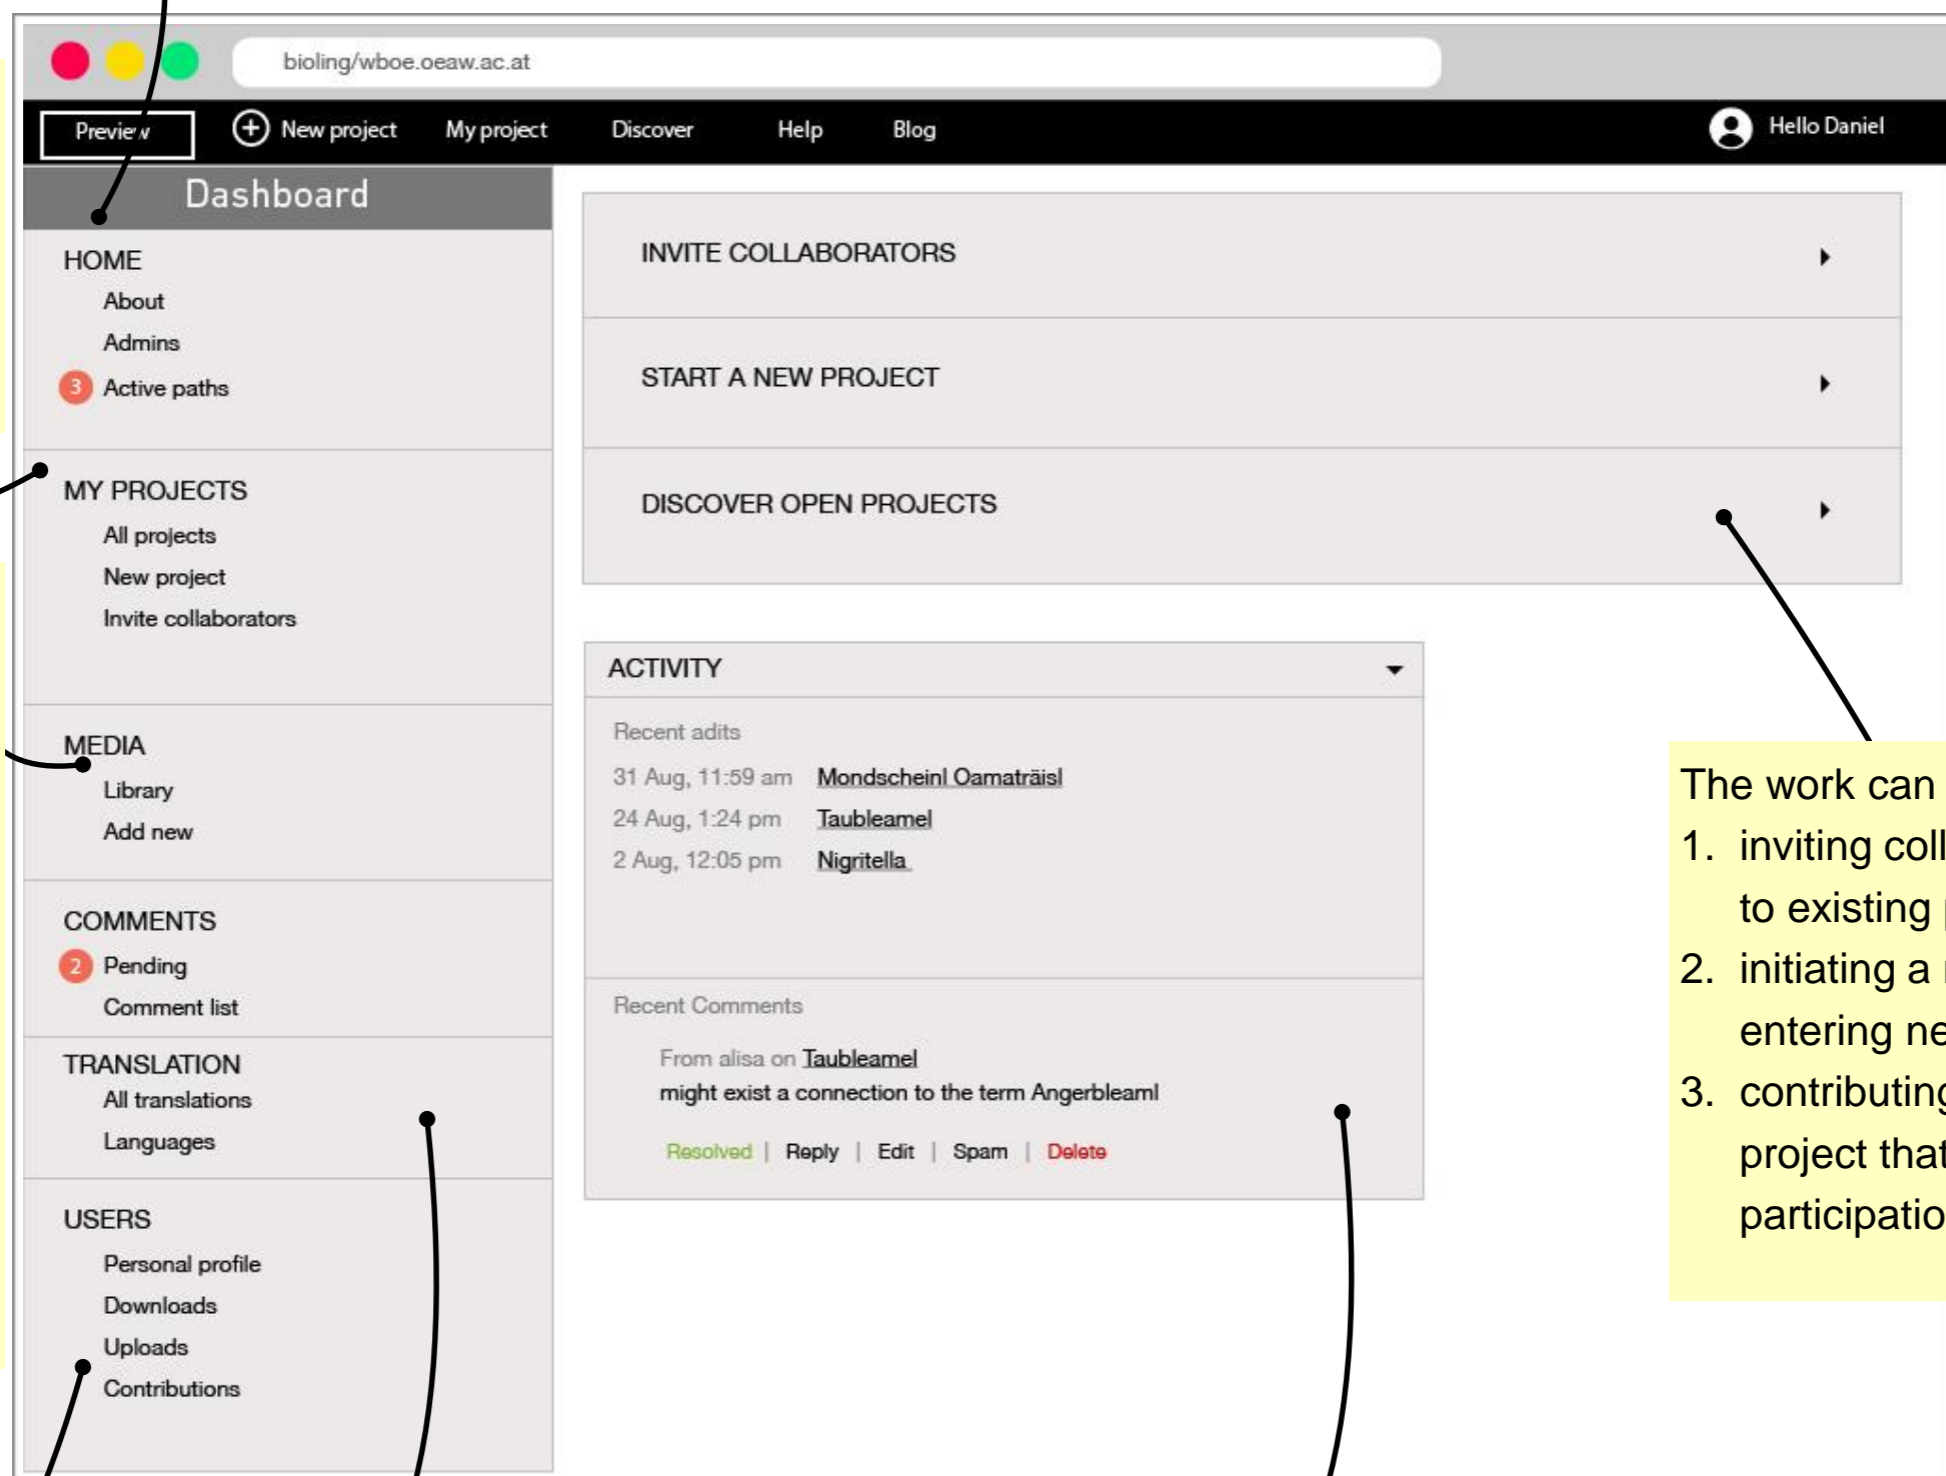 bioling/wboe.oeaw.ac.at
Preview New project My project Discover Help Blog Hello Daniel
Dashboard
HOME
About
Admins
3 Active paths
MY PROJECTS
All projects
New project
Invite collaborators
MEDIA
Library
Add new
COMMENTS
2 Pending
Comment list
TRANSLATION
All translations
Languages
USERS
Personal profile
Downloads
Uploads
Contributions
INVITE COLLABORATORS
START A NEW PROJECT
DISCOVER OPEN PROJECTS
ACTIVITY
Recent adits
31 Aug, 11:59 am Mondscheinl Oamaträisl
24 Aug, 1:24 pm Taubleamel
2 Aug, 12:05 pm Nigritella
Recent Comments
From alisa on Taubleamel
might exist a connection to the term Angerbleaml
Resolved | Reply | Edit | Spam | Delete
The work can
1. inviting coll
to existing
2. initiating a
entering ne
3. contributing
project that
participatio